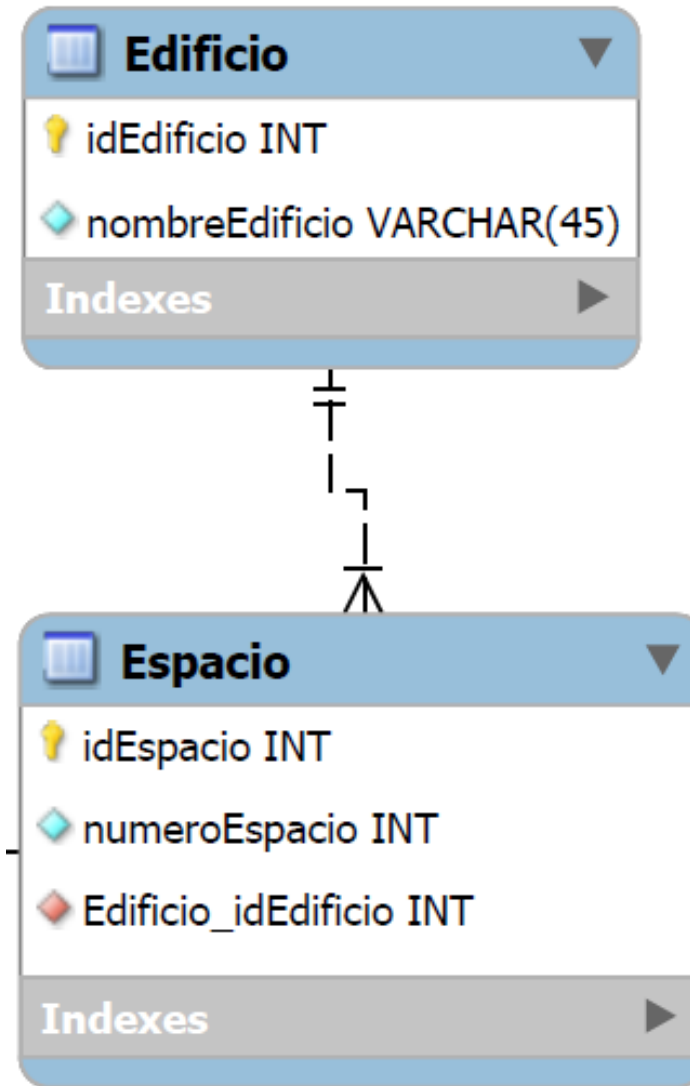 Edificio
idEdificio INT
nombreEdificio VARCHAR(45)
Indexes
Espacio
idEspacio INT
numeroEspacio INT
Edificio_idEdificio INT
Indexes